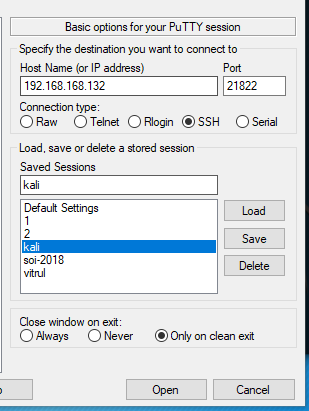 Basic options for your PuTTY session
Specify the destination you want to connect to
Host Name (or IP address) Port
192.168.168.132 21822
Connection type:
Raw Telnet Rlogin SSH Serial
Load, save or delete a stored session
Saved Sessions
kali
Default Settings
1
2
kali
soi-2018
vitrul
Load
Save
Delete
Close window on exit:
Always Never Only on clean exit
Open Cancel